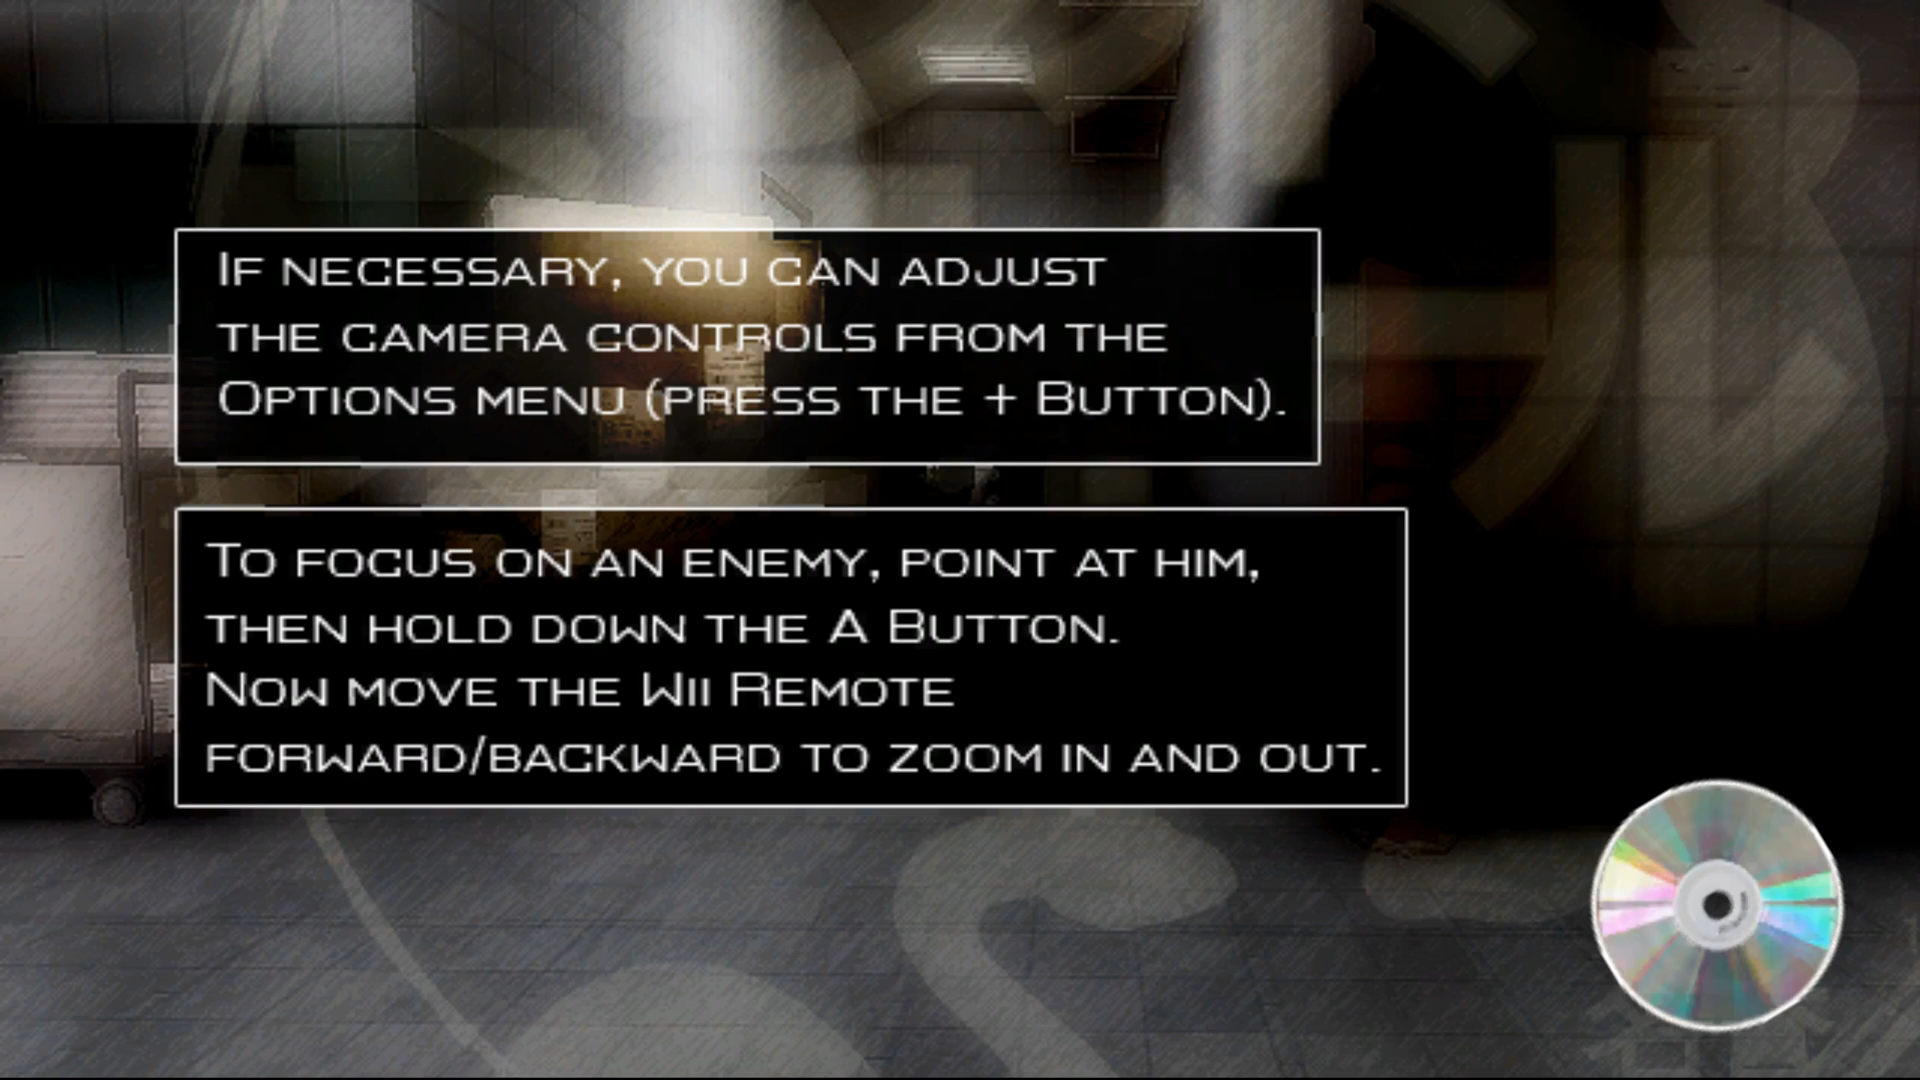 If necessary, you can adjust
the camera controls from the
Options menu (press the + Button).
To focus on an enemy, point at him,
then hold down the A Button.
Now move the Wii Remote
forward/backward to zoom in and out.